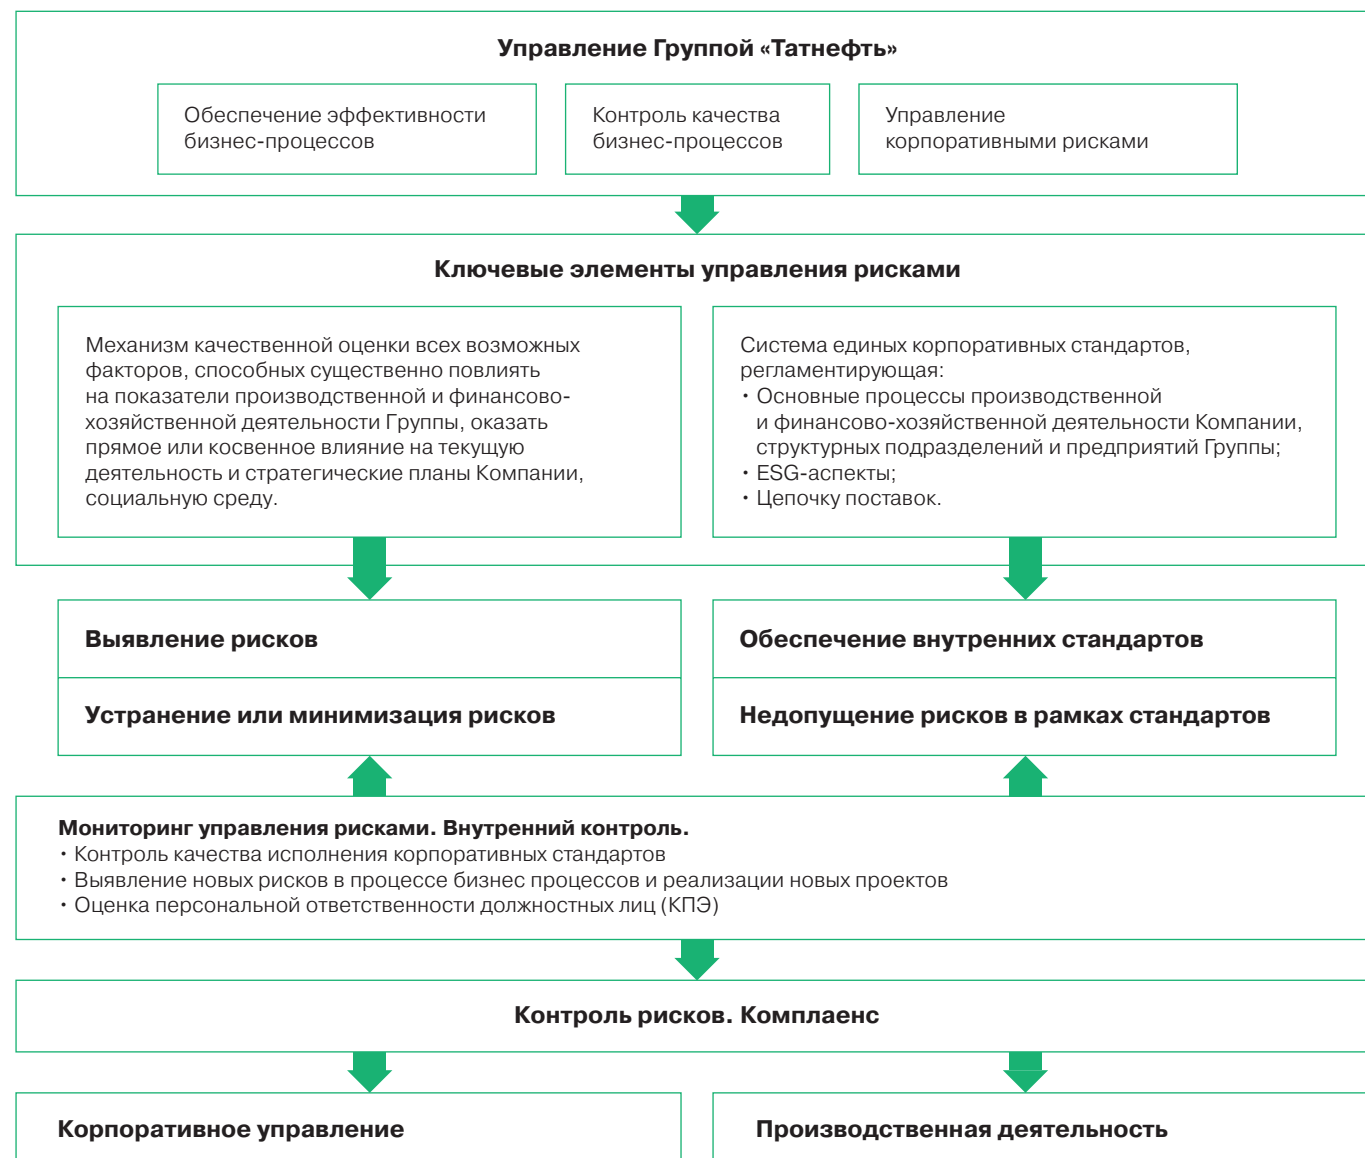 Управление Группой «Татнефть»
Обеспечение эффективности
бизнес-процессов
Контроль качества
бизнес-процессов
Управление
корпоративными рисками
Ключевые элементы управления рисками
Механизм качественной оценки всех возможных
факторов, способных существенно повлиять
на показатели производственной и финансово-
хозяйственной деятельности Группы, оказать
прямое или косвенное влияние на текущую
деятельность и стратегические планы Компании,
социальную среду.
Система единых корпоративных стандартов,
регламентирующая:
• Основные процессы производственной
и финансово-хозяйственной деятельности Компании,
структурных подразделений и предприятий Группы;
• ESG-аспекты;
• Цепочку поставок.
Выявление рисков
Устранение или минимизация рисков
Обеспечение внутренних стандартов
Недопущение рисков в рамках стандартов
Мониторинг управления рисками. Внутренний контроль.
• Контроль качества исполнения корпоративных стандартов
• Выявление новых рисков в процессе бизнес процессов и реализации новых проектов
• Оценка персональной ответственности должностных лиц (КПЭ)
Контроль рисков. Комплаенс
Корпоративное управление
Производственная деятельность